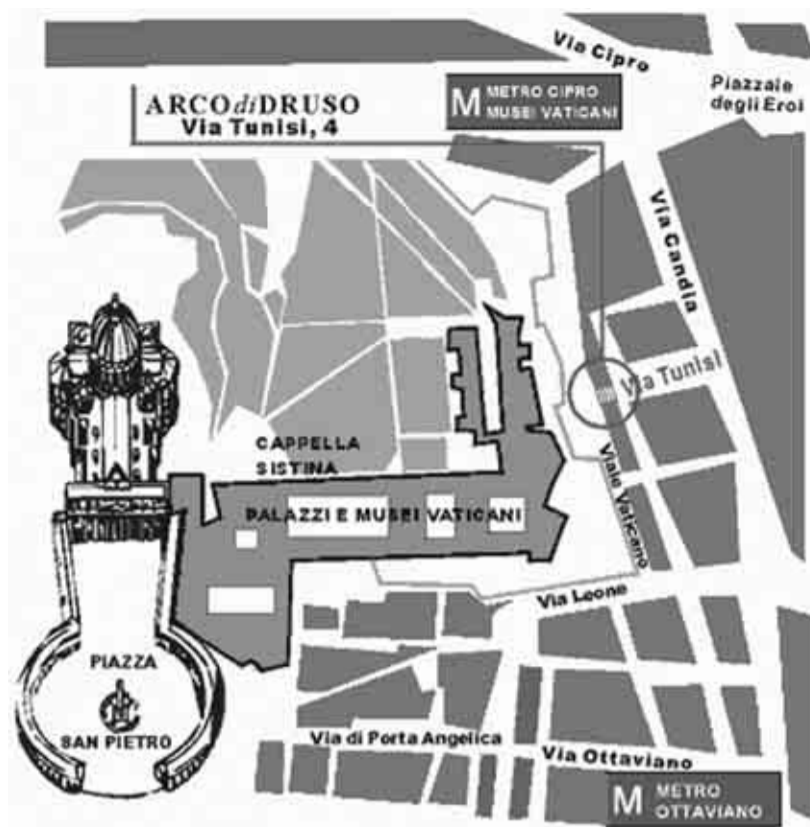 Via Cipro
Piazzale
degli Eroi
ARCOdiDRUSO
Via Tunisi, 4
M METRO CIPRO
MUSEI VATICANI
Via Candia
Via Tunisi
CAPPELLA
SISTINA
PALAZZI E MUSEI VATICANI
Viale Vaticano
Via Leone
PIAZZA
SAN PIETRO
Via di Porta Angelica
Via Ottaviano
M METRO
OTTAVIANO